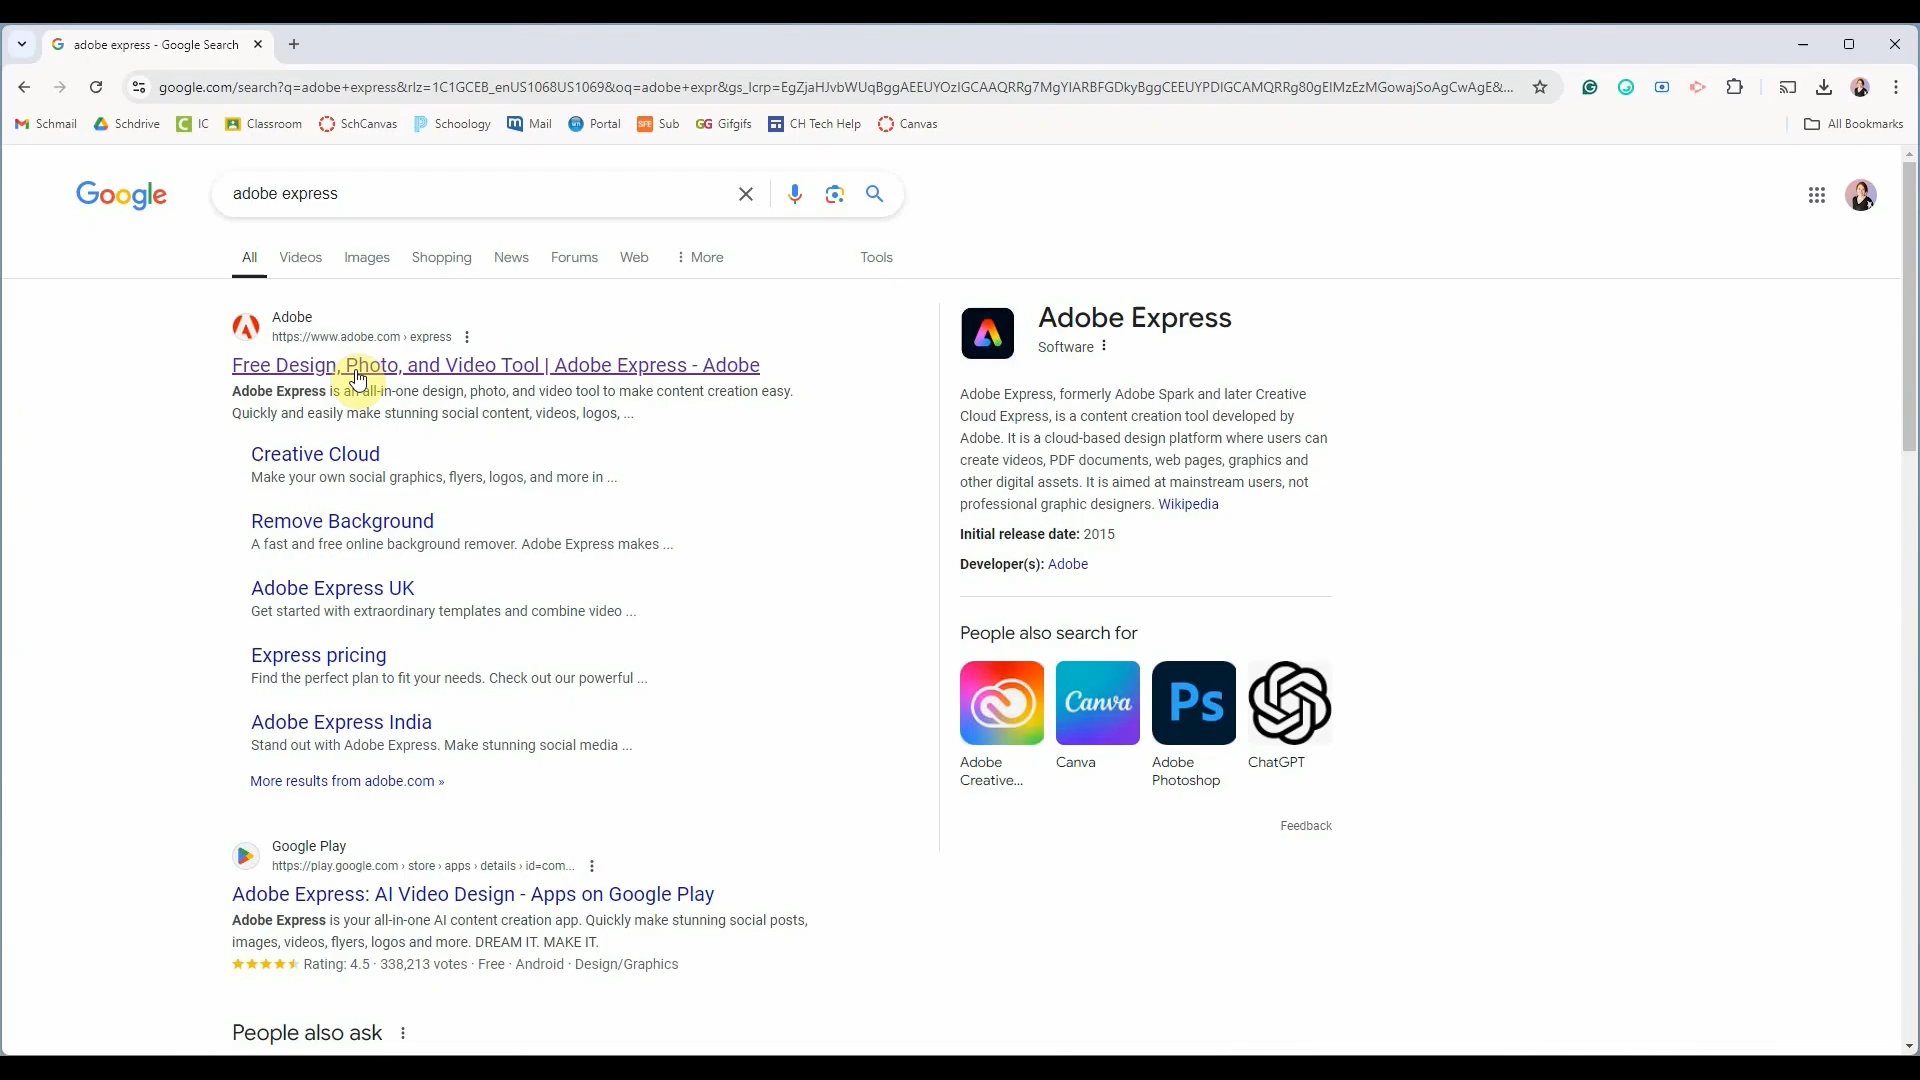 adobe express - Google Search
google.com/search?q=adobe+express&rlz=1C1GCEB_enUS1068US1069&oq=adobe+expr&gs_lcrp=EgZjaHJvbWUqBggAEEUYOzIGCAAQRRg7MgYIARBFGDkyBggCEEUYPDIGCAMQRRg80gEIMzEzMGowajSoAgCwAgE&...
Schmail Schdrive IC Classroom SchCanvas Schoology Mail Portal Sub Gifgifs CH Tech Help Canvas All Bookmarks
Google
adobe express
All Videos Images Shopping News Forums Web More Tools
Adobe
https://www.adobe.com › express
Free Design, Photo, and Video Tool | Adobe Express - Adobe
Adobe Express is an all-in-one design, photo, and video tool to make content creation easy.
Quickly and easily make stunning social content, videos, logos, ...
Creative Cloud
Make your own social graphics, flyers, logos, and more in ...
Remove Background
A fast and free online background remover. Adobe Express makes ...
Adobe Express UK
Get started with extraordinary templates and combine video ...
Express pricing
Find the perfect plan to fit your needs. Check out our powerful ...
Adobe Express India
Stand out with Adobe Express. Make stunning social media ...
More results from adobe.com »
Google Play
https://play.google.com › store › apps › details › id=com...
Adobe Express: AI Video Design - Apps on Google Play
Adobe Express is your all-in-one AI content creation app. Quickly make stunning social posts,
images, videos, flyers, logos and more. DREAM IT. MAKE IT.
Rating: 4.5 · 338,213 votes · Free · Android · Design/Graphics
People also ask
Adobe Express
Software
Adobe Express, formerly Adobe Spark and later Creative
Cloud Express, is a content creation tool developed by
Adobe. It is a cloud-based design platform where users can
create videos, PDF documents, web pages, graphics and
other digital assets. It is aimed at mainstream users, not
professional graphic designers. Wikipedia
Initial release date: 2015
Developer(s): Adobe
People also search for
Canva Ps
Adobe Creative... Canva Adobe Photoshop ChatGPT
Feedback